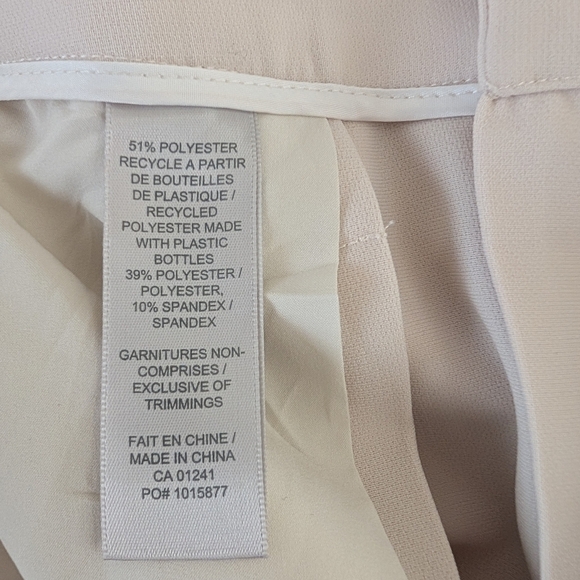 51% POLYESTER
RECYCLE A PARTIR
DE BOUTEILLES
DE PLASTIQUE /
RECYCLED
POLYESTER MADE
WITH PLASTIC
BOTTLES
39% POLYESTER /
POLYESTER,
10% SPANDEX /
SPANDEX
GARNITURES NON-
COMPRISES /
EXCLUSIVE OF
TRIMMINGS
FAIT EN CHINE /
MADE IN CHINA
CA 01241
PO# 1015877